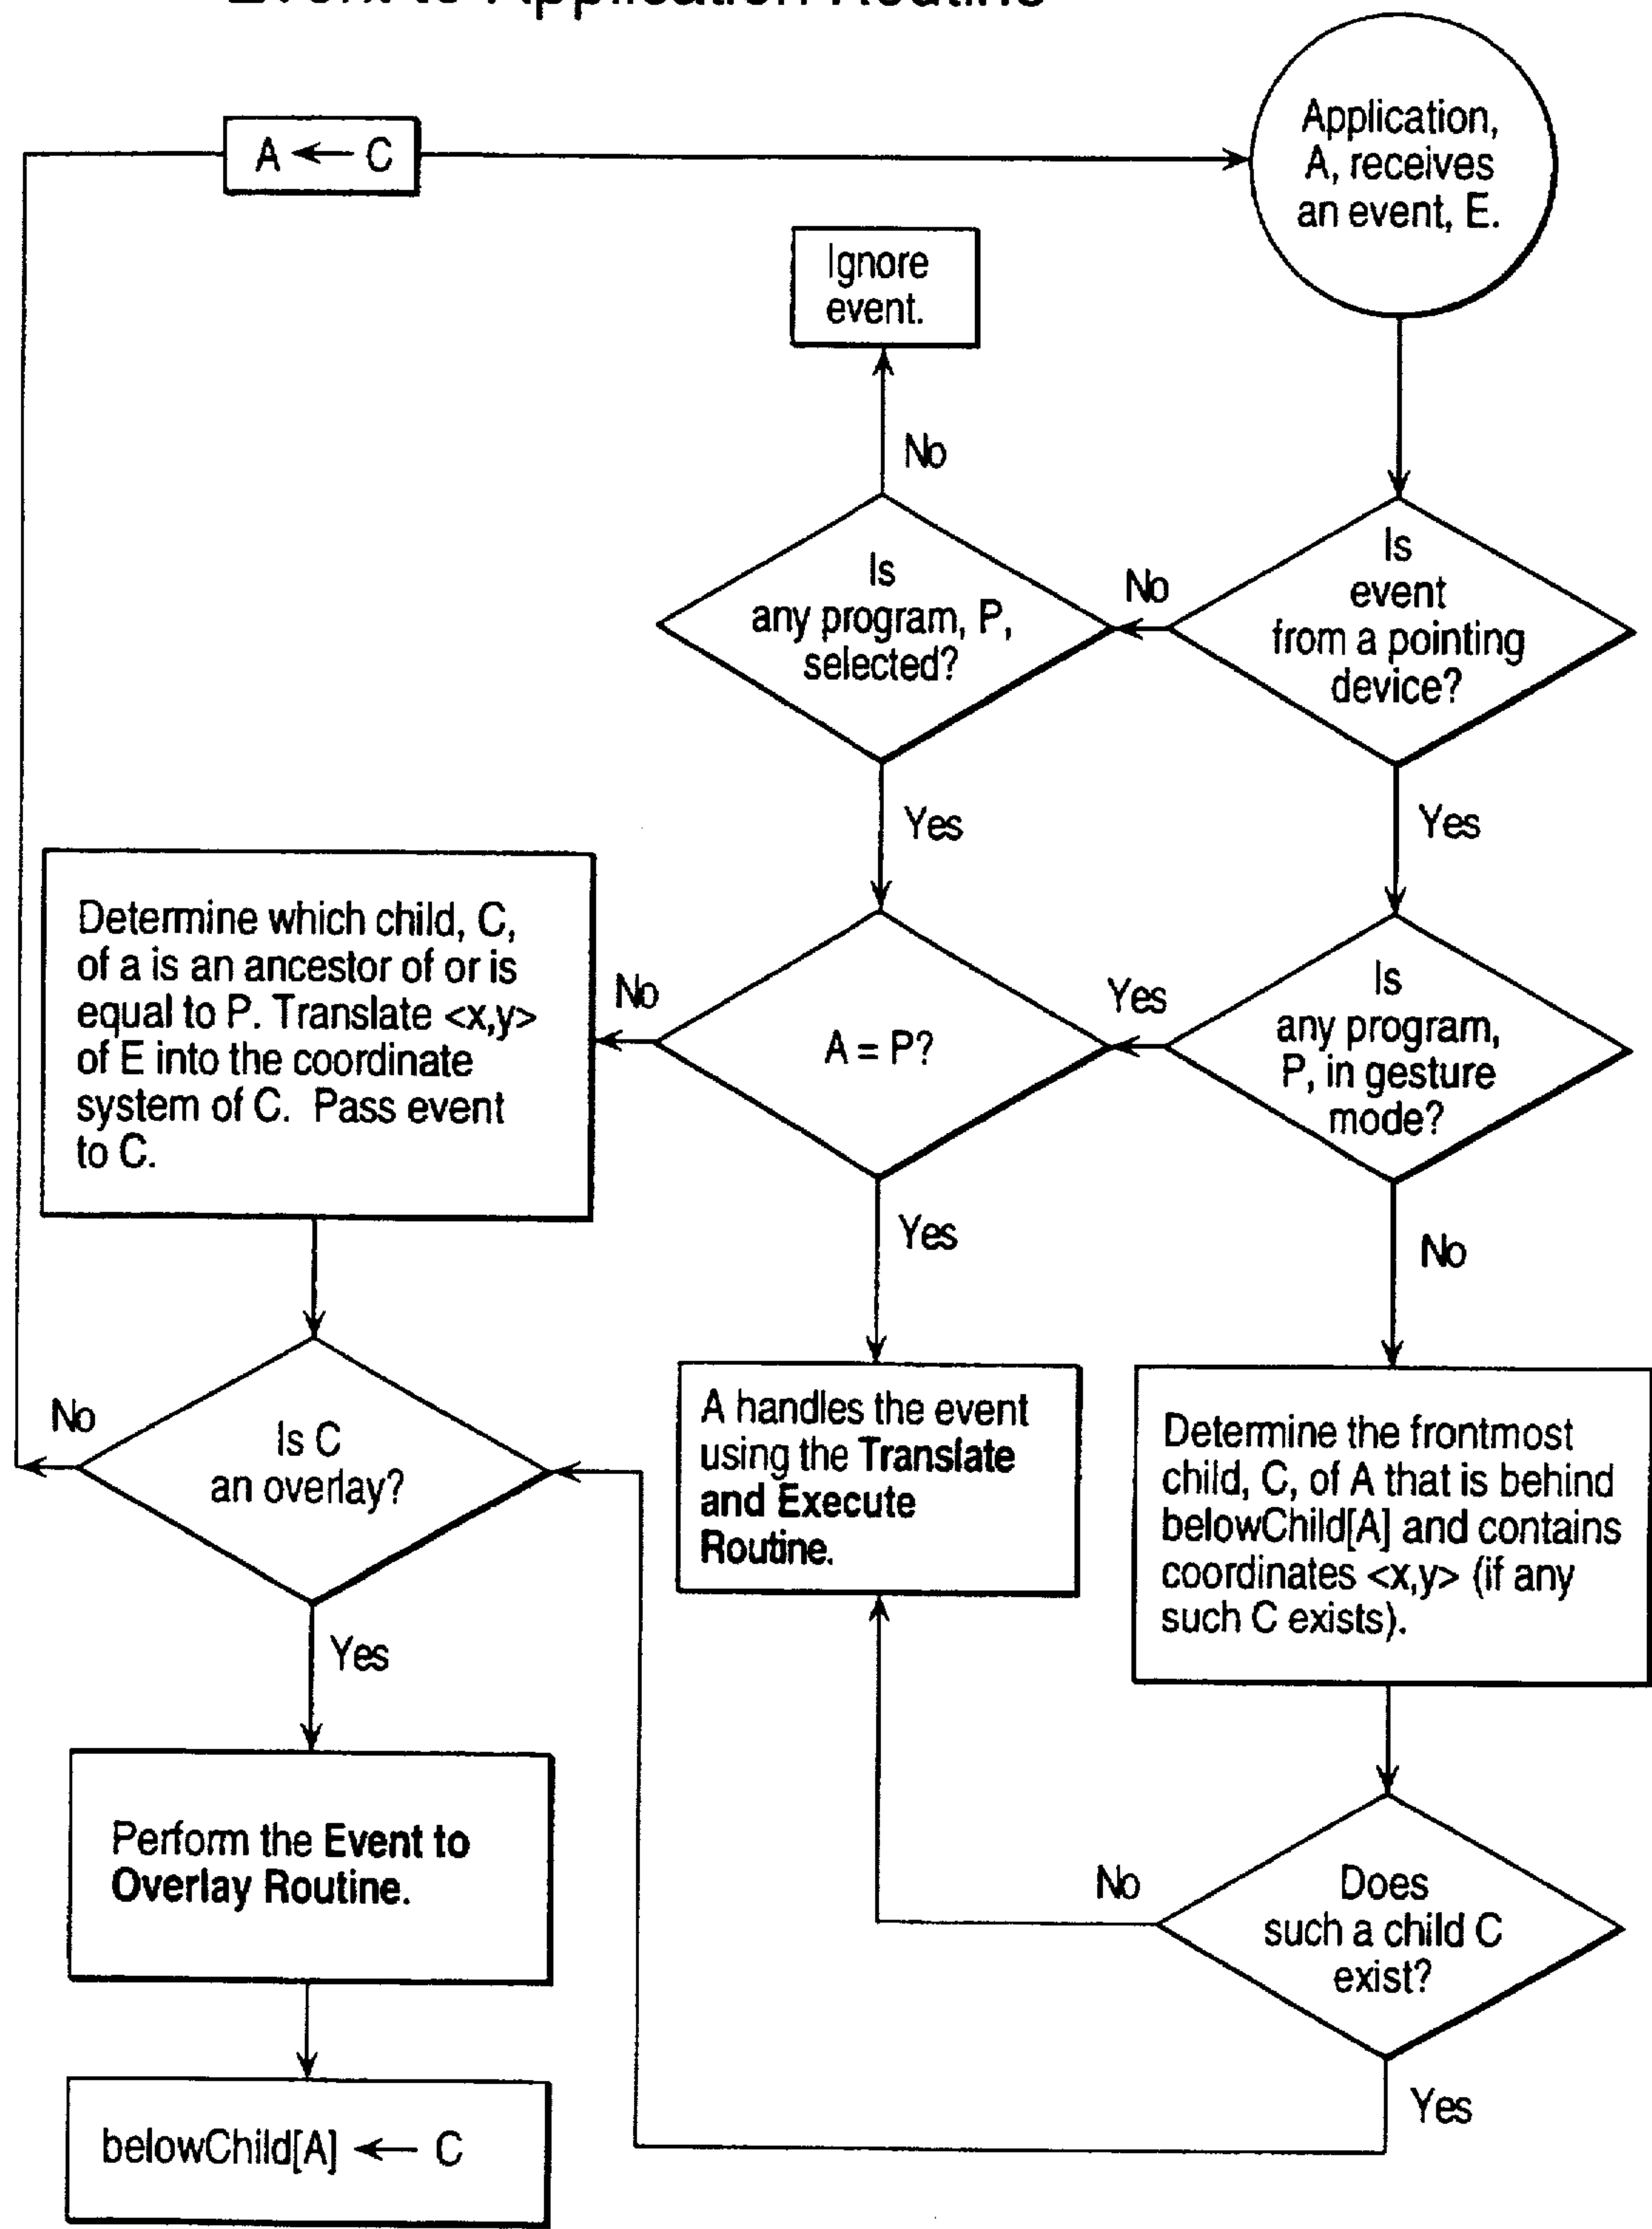 Event to Application Routine
A ← C
Application,
A, receives
an event, E.
Ignore
event.
No
Is
any program, P,
selected?
No
Is
event
from a pointing
device?
Yes
Yes
Determine which child, C,
of a is an ancestor of or is
equal to P. Translate <x,y>
of E into the coordinate
system of C. Pass event
to C.
No
A = P?
Yes
Is
any program,
P, in gesture
mode?
Yes
No
No
Is C
an overlay?
A handles the event
using the Translate
and Execute
Routine.
Determine the frontmost
child, C, of A that is behind
belowChild[A] and contains
coordinates <x,y> (if any
such C exists).
Yes
Perform the Event to
Overlay Routine.
No
Does
such a child C
exist?
Yes
belowChild[A] ← C